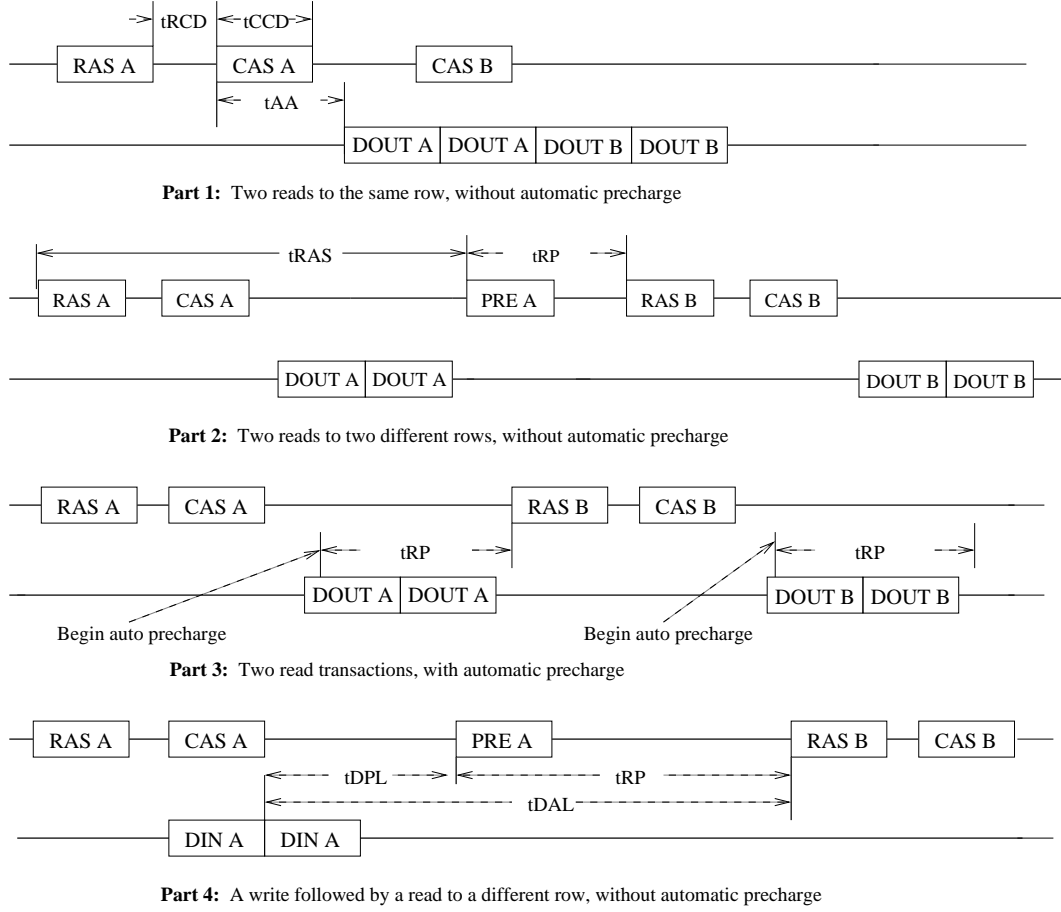 tRCD tCCD
RAS A CAS A CAS B
tAA
DOUT A DOUT A DOUT B DOUT B
Part 1: Two reads to the same row, without automatic precharge
tRAS tRP
RAS A CAS A PRE A RAS B CAS B
DOUT A DOUT A DOUT B DOUT B
Part 2: Two reads to two different rows, without automatic precharge
RAS A CAS A RAS B CAS B
tRP tRP
DOUT A DOUT A DOUT B DOUT B
Begin auto precharge Begin auto precharge
Part 3: Two read transactions, with automatic precharge
RAS A CAS A PRE A RAS B CAS B
tDPL tRP
tDAL
DIN A DIN A
Part 4: A write followed by a read to a different row, without automatic precharge